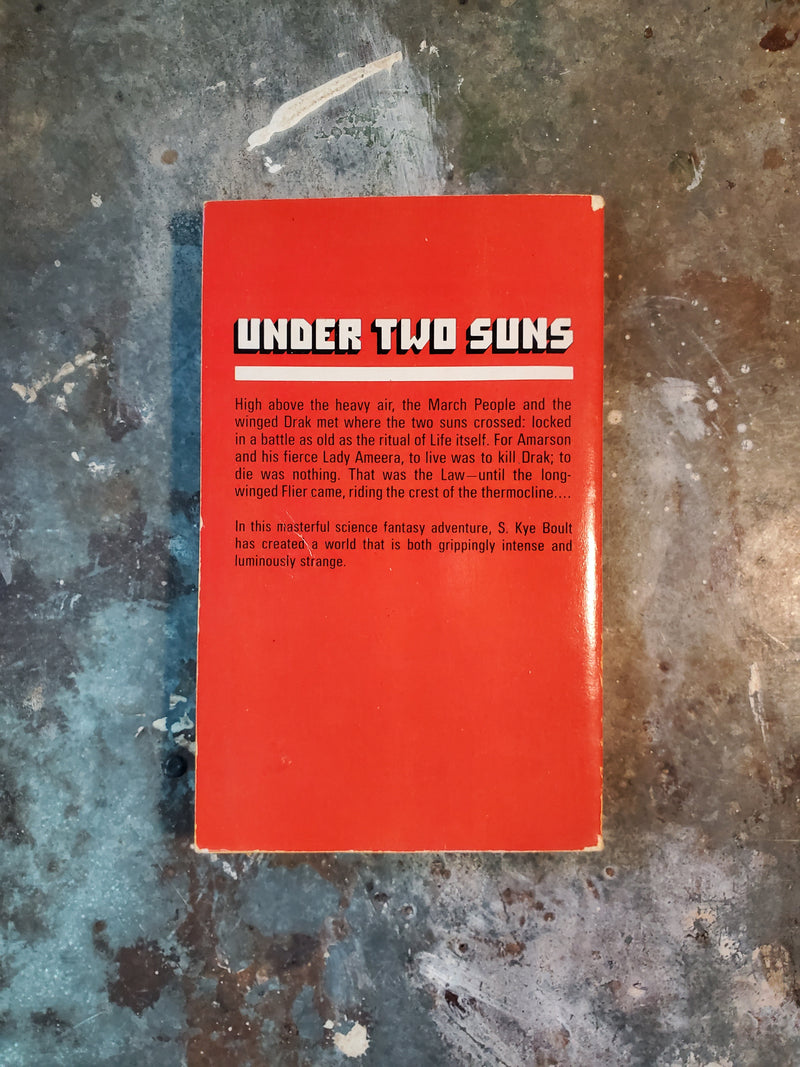 UNDER TWO SUNS
High above the heavy air, the March People and the
winged Drak met where the two suns crossed: locked
in a battle as old as the ritual of Life itself. For Amarson
and his fierce Lady Ameera, to live was to kill Drak; to
die was nothing. That was the Law—until the long-
winged Flier came, riding the crest of the thermocline....
In this masterful science fantasy adventure, S. Kye Boult
has created a world that is both grippingly intense and
luminously strange.